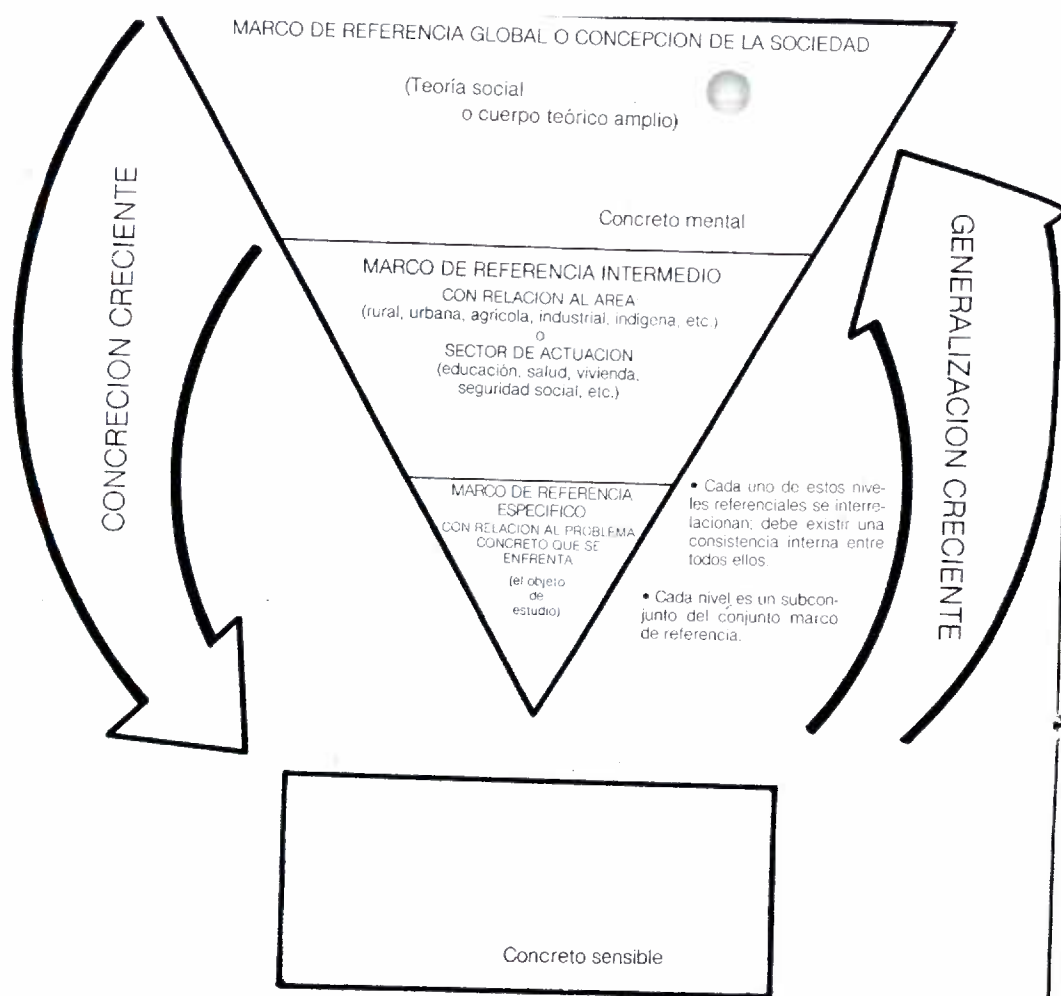 MARCO DE REFERENCIA GLOBAL O CONCEPCION DE LA SOCIEDAD
(Teoría social
o cuerpo teórico amplio)
Concreto mental
CONCRECION CRECIENTE
MARCO DE REFERENCIA INTERMEDIO
CON RELACION AL AREA
(rural, urbana, agrícola, industrial, indígena, etc.)
O
SECTOR DE ACTUACION
(educación, salud, vivienda,
seguridad social, etc.)
GENERALIZACION CRECIENTE
MARCO DE REFERENCIA
ESPECIFICO
CON RELACION AL PROBLEMA
CONCRETO QUE SE
ENFRENTA
(el objeto
de
estudio)
• Cada uno de estos nive-
les referenciales se interre-
lacionan; debe existir una
consistencia interna entre
todos ellos.
• Cada nivel es un subcon-
junto del conjunto marco
de referencia.
Concreto sensible